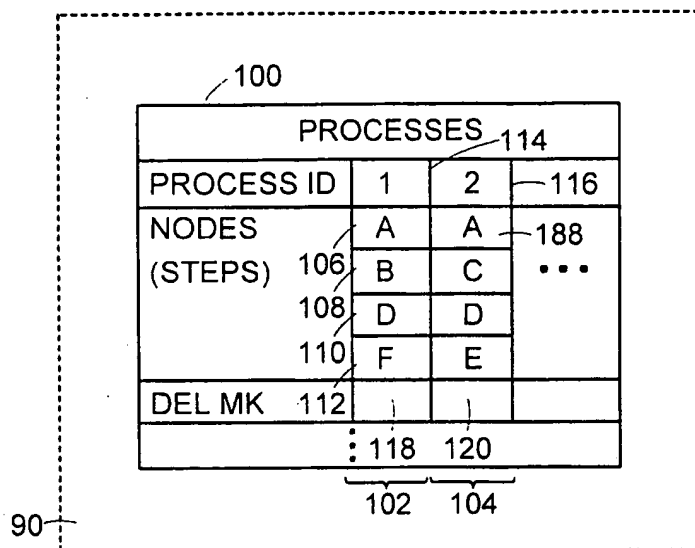 100
PROCESSES
114
PROCESS ID 1 2 116
NODES A A 188
(STEPS) 106 B C ...
108 D D
110 F E
DEL MK 112
118 120
102 104
90